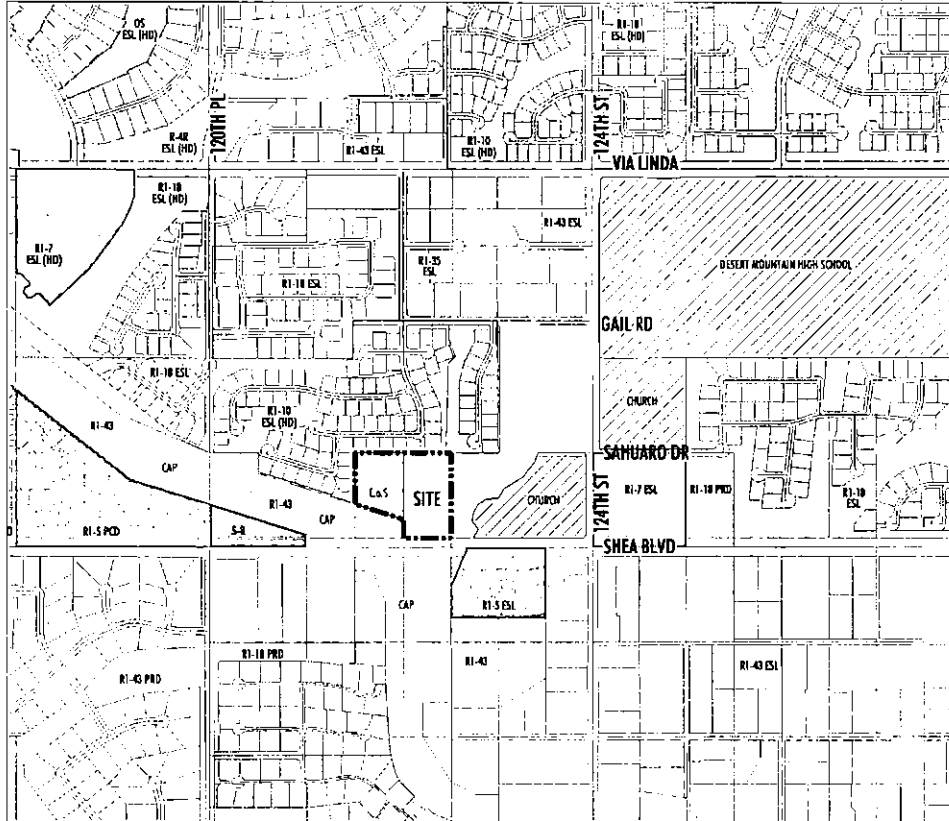 OS
ESL (HD)
R1-18
ESL (HD)
120TH PL
124TH ST
R-4R
ESL (HD)
R1-43 ESL
R1-10
ESL (HD)
VIA LINDA
R1-18
ESL (HD)
R1-43 ESL
R1-7
ESL (HD)
R1-35
ESL
DESERT MOUNTAIN HIGH SCHOOL
R1-18 ESL
GAIL RD
R1-18 ESL
CHURCH
R1-43
R1-10
ESL (HD)
SAHUARO DR
CAP
C.o.S
SITE
CHURCH
R1-43
124TH ST
R1-7 ESL
R1-18 PRD
R1-18
ESL
CAP
R1-5 PCD
S-R
SHEA BLVD
CAP
R1-5 ESL
R1-18 PRD
R1-43
R1-43 ESL
R1-43 PRD
CAP